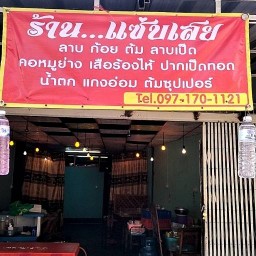 ร้าน...แซ่บเลย
ลาบ ก้อย ต้ม ลาบเป็ด
คอหมูย่าง เสือร้องไห้ ปากเป็ดทอด
น้ำตก แกงอ่อม ต้มซุปเปอร์
Tel.097-170-1121